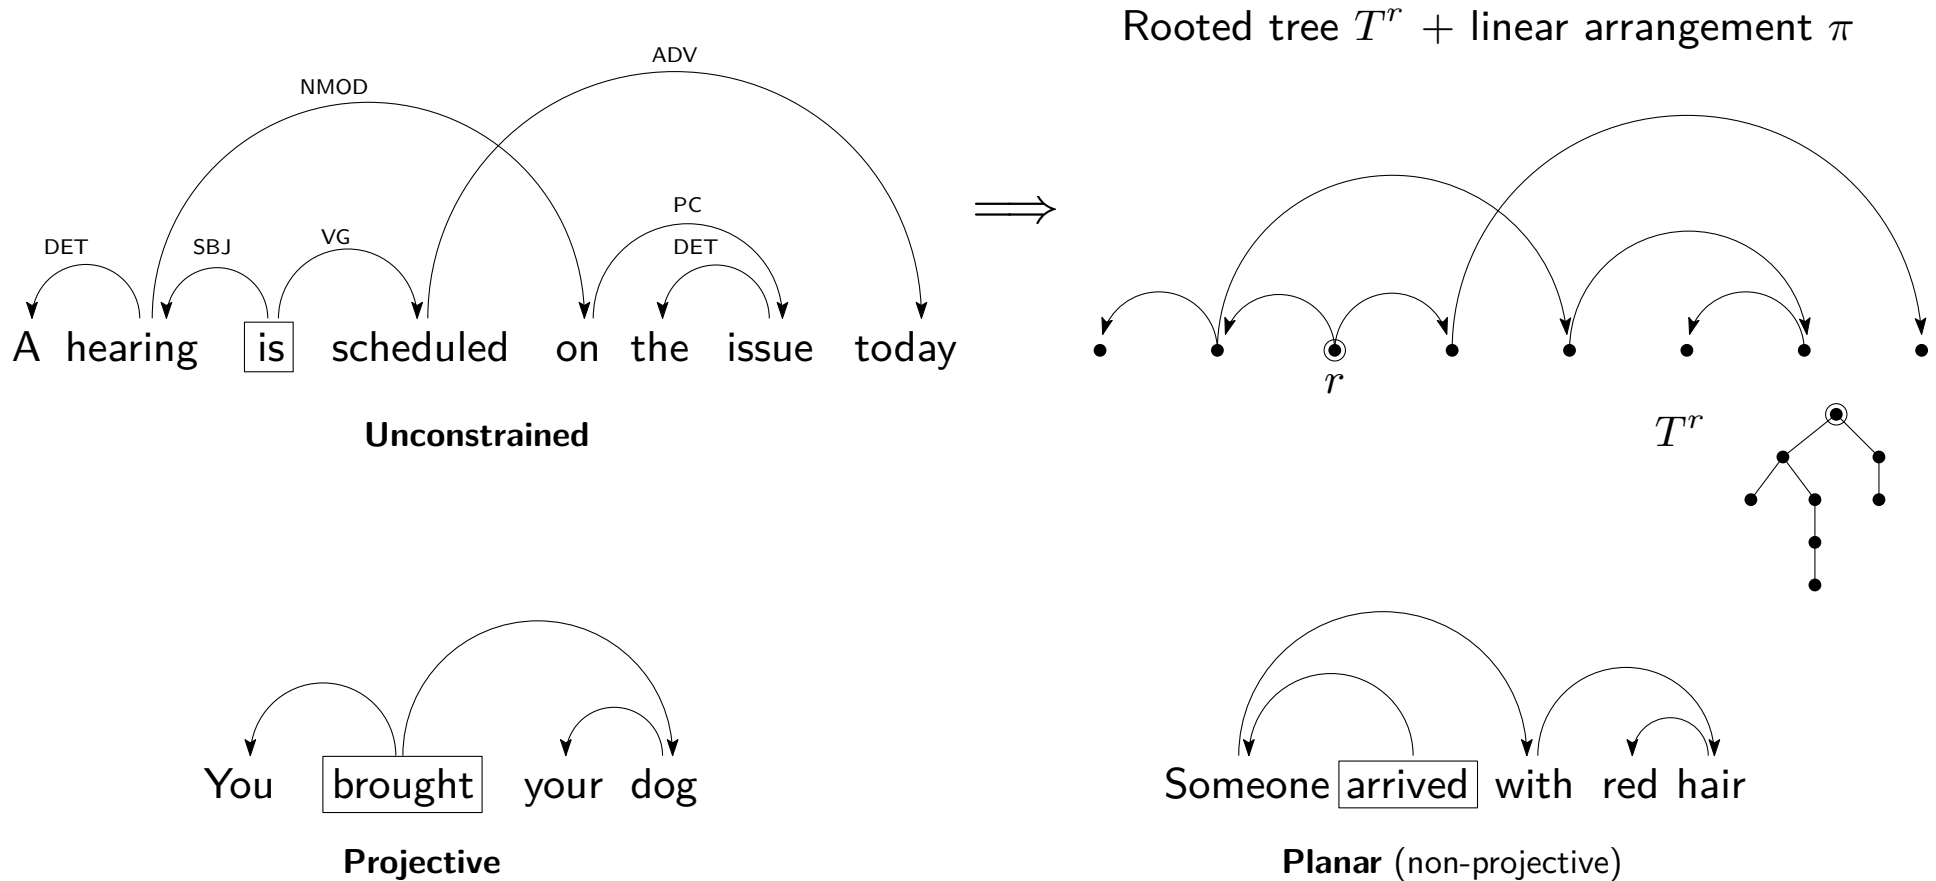 Rooted tree T^r + linear arrangement π
ADV
NMOD
PC
DET SBJ VG DET
A hearing is scheduled on the issue today
Unconstrained
⟹
r
T^r
You brought your dog
Projective
Someone arrived with red hair
Planar (non-projective)